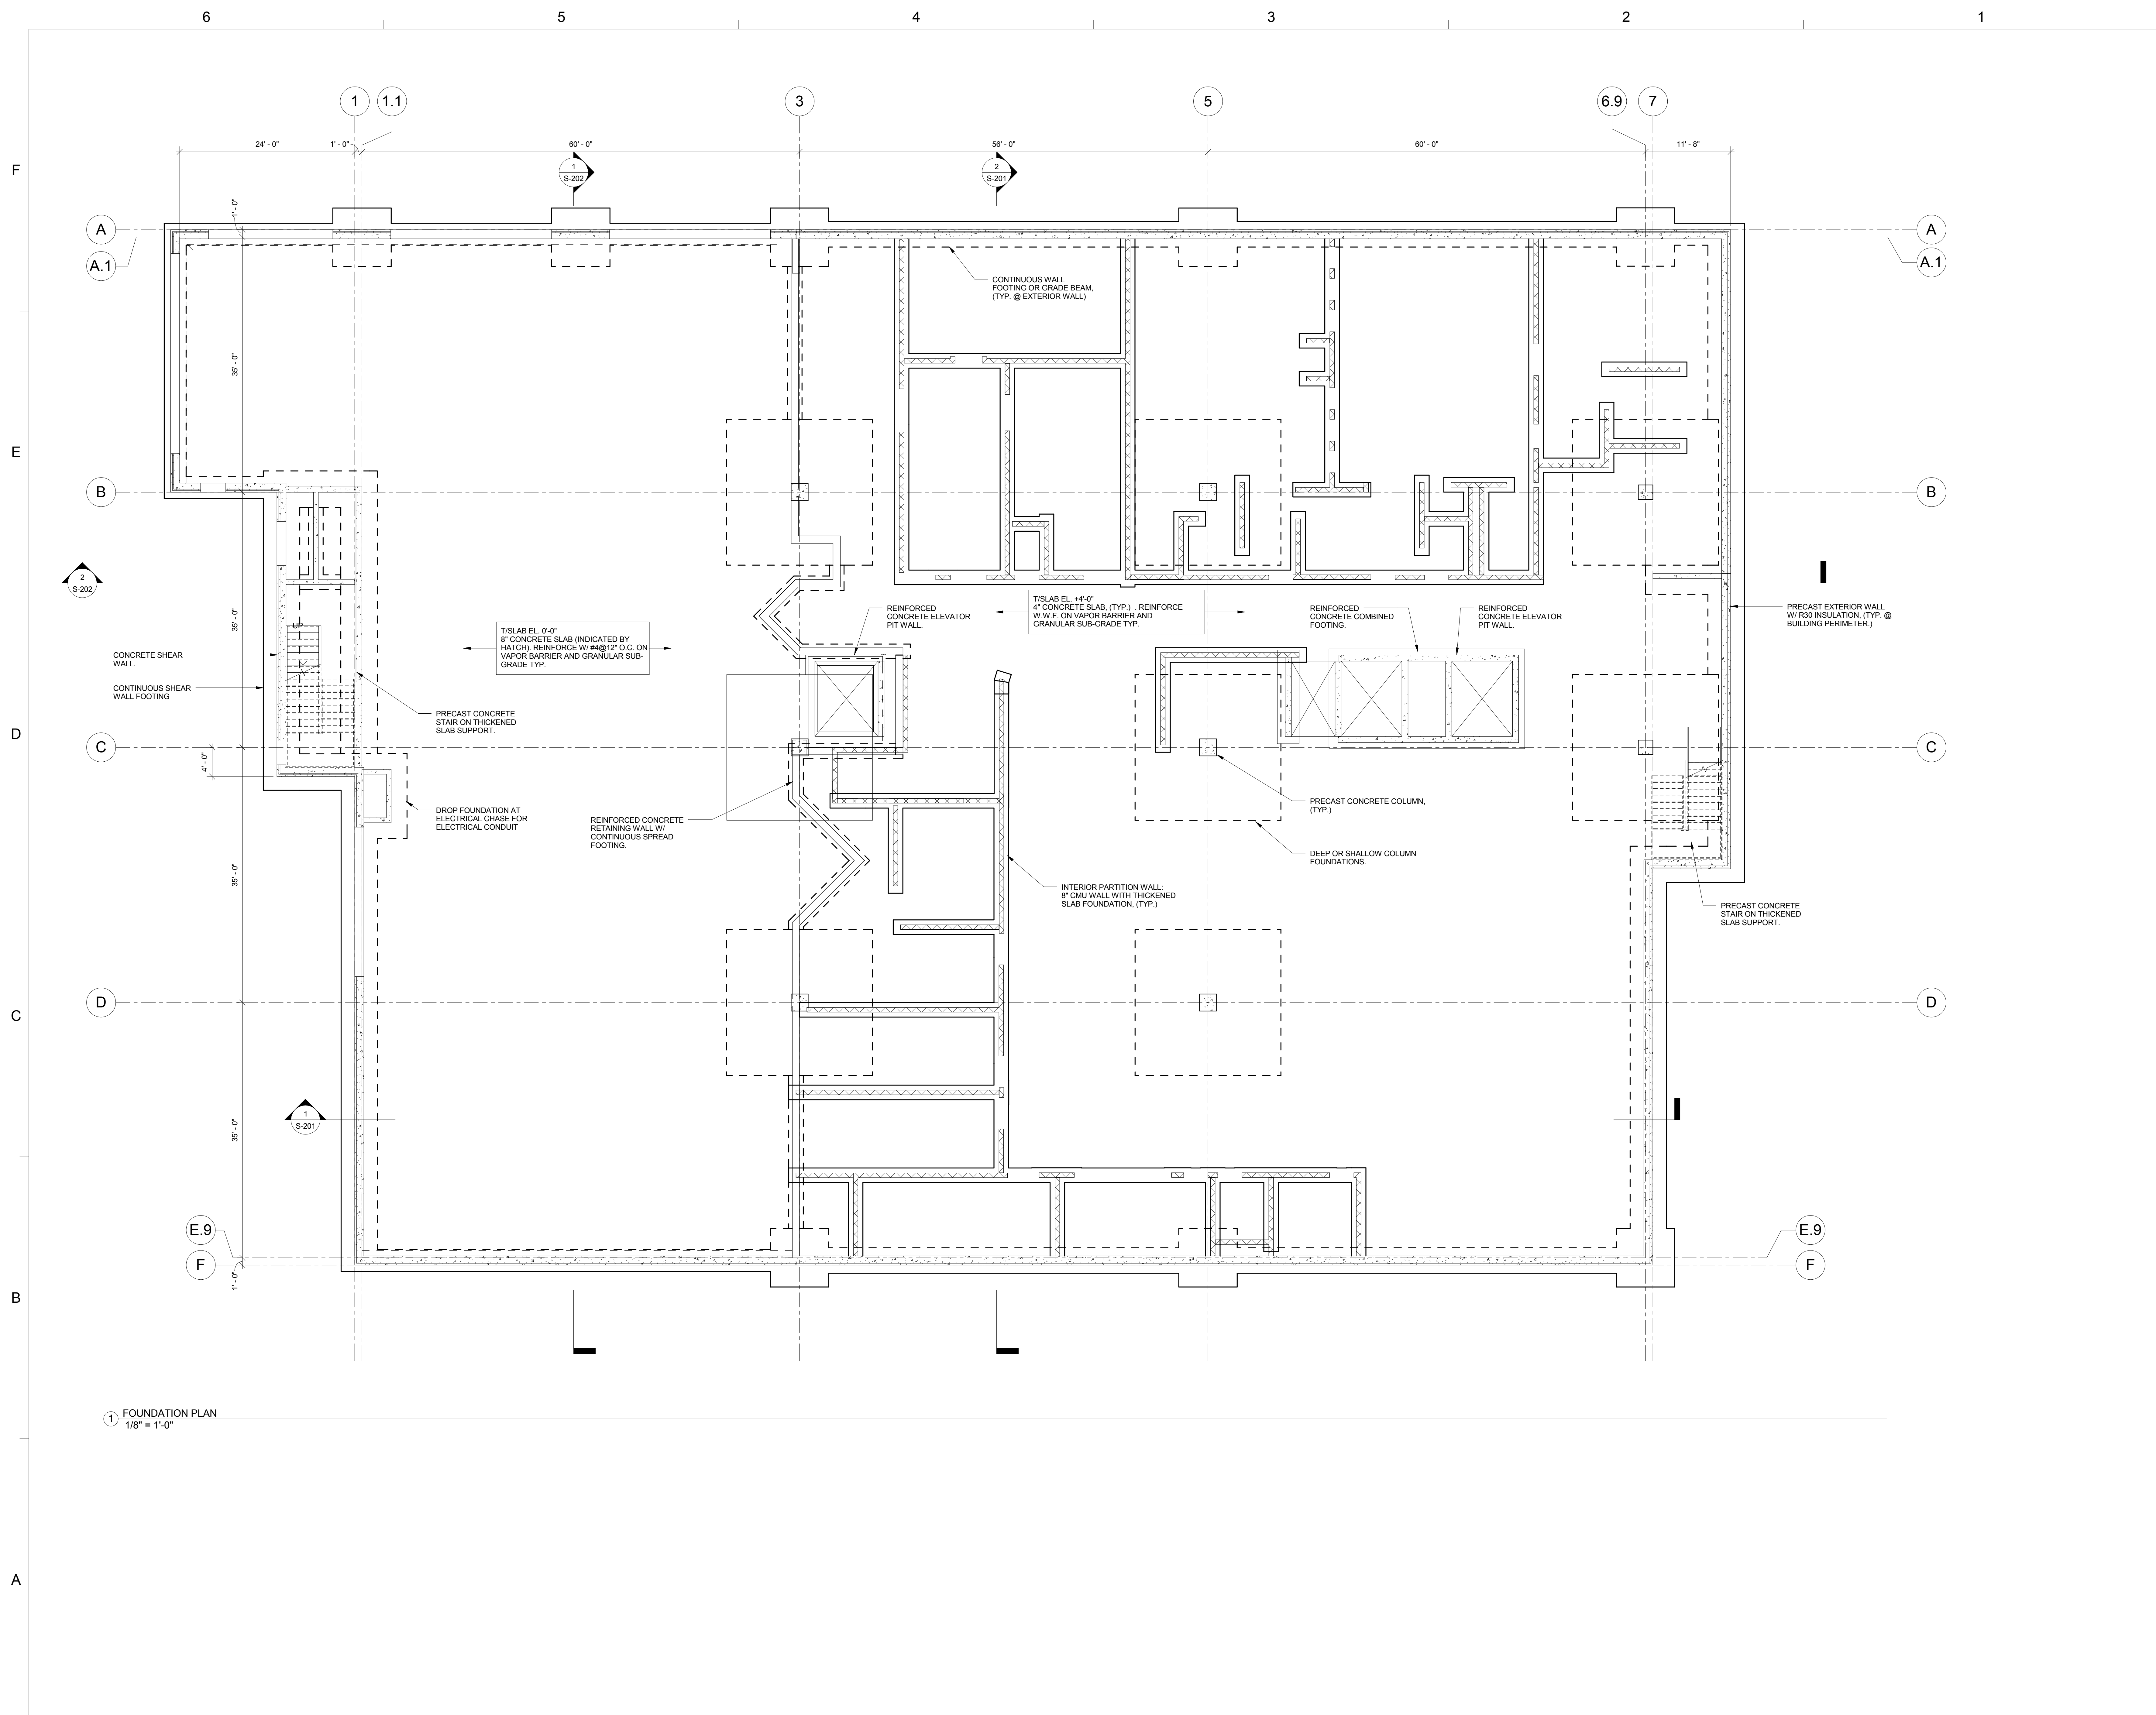 6 5 4 3 2 1
1 1.1 3 5 6.9 7
24' - 0" 1' - 0" 60' - 0" 56' - 0" 60' - 0" 11' - 8"
F
1
S-202
2
S-201
1' - 0"
A A
A.1 A.1
CONTINUOUS WALL
FOOTING OR GRADE BEAM,
(TYP. @ EXTERIOR WALL)
35' - 0"
E
B B
2
S-202
T/SLAB EL. +4'-0"
4" CONCRETE SLAB, (TYP.) . REINFORCE
W.W.F. ON VAPOR BARRIER AND
GRANULAR SUB-GRADE TYP.
REINFORCED
CONCRETE ELEVATOR
PIT WALL.
REINFORCED
CONCRETE COMBINED
FOOTING.
REINFORCED
CONCRETE ELEVATOR
PIT WALL.
PRECAST EXTERIOR WALL
W/ R30 INSULATION, (TYP. @
BUILDING PERIMETER.)
35' - 0"
UP
T/SLAB EL. 0'-0"
8" CONCRETE SLAB (INDICATED BY
HATCH). REINFORCE W/ #4@12" O.C. ON
VAPOR BARRIER AND GRANULAR SUB-
GRADE TYP.
CONCRETE SHEAR
WALL.
CONTINUOUS SHEAR
WALL FOOTING
PRECAST CONCRETE
STAIR ON THICKENED
SLAB SUPPORT.
D
C C
4' - 0"
DROP FOUNDATION AT
ELECTRICAL CHASE FOR
ELECTRICAL CONDUIT
REINFORCED CONCRETE
RETAINING WALL W/
CONTINUOUS SPREAD
FOOTING.
PRECAST CONCRETE COLUMN,
(TYP.)
DEEP OR SHALLOW COLUMN
FOUNDATIONS.
35' - 0"
INTERIOR PARTITION WALL:
8" CMU WALL WITH THICKENED
SLAB FOUNDATION, (TYP.)
PRECAST CONCRETE
STAIR ON THICKENED
SLAB SUPPORT.
D D
C
1
S-201
35' - 0"
E.9 E.9
F F
1' - 0"
B
1 FOUNDATION PLAN
1/8" = 1'-0"
A